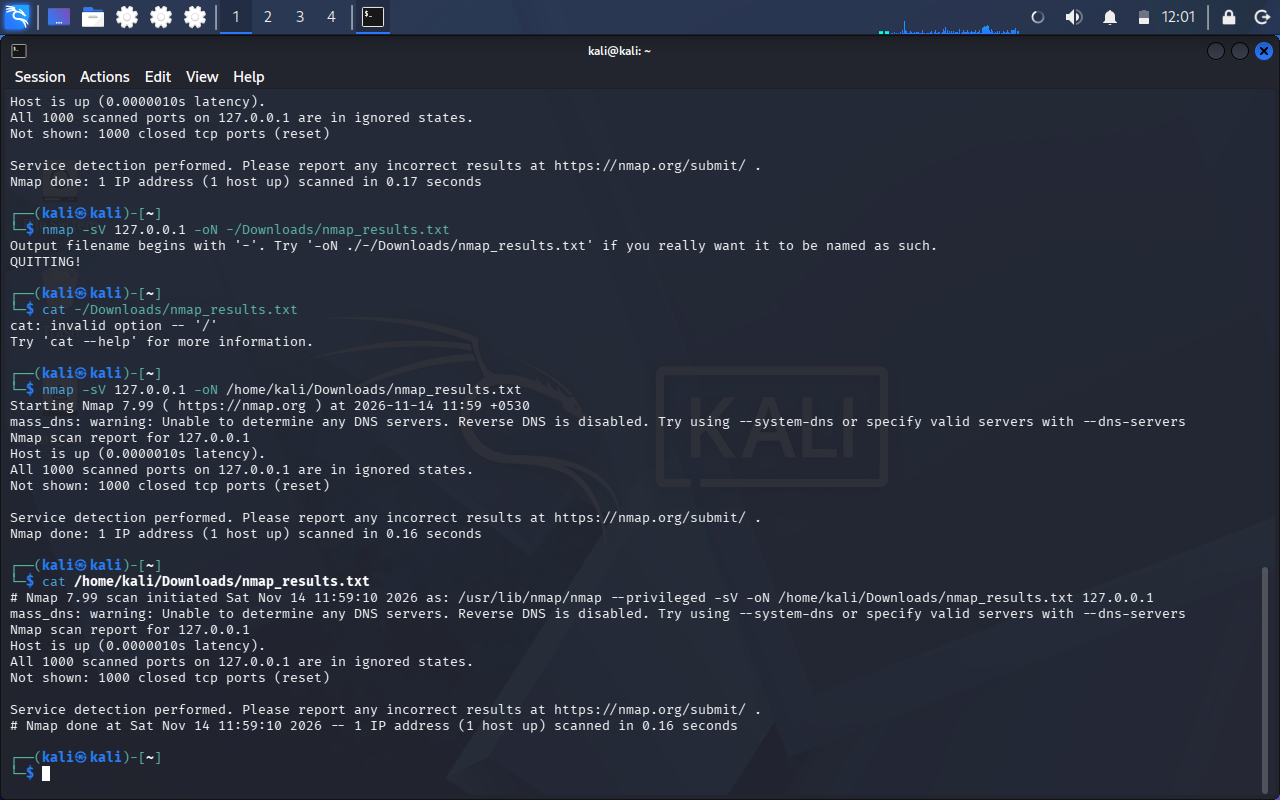 1 2 3 4 12:01
kali@kali: ~
Session Actions Edit View Help
Host is up (0.0000010s latency).
All 1000 scanned ports on 127.0.0.1 are in ignored states.
Not shown: 1000 closed tcp ports (reset)
Service detection performed. Please report any incorrect results at https://nmap.org/submit/ .
Nmap done: 1 IP address (1 host up) scanned in 0.17 seconds
┌──(kali㉿kali)-[~]
└─$ nmap -sV 127.0.0.1 -oN -/Downloads/nmap_results.txt
Output filename begins with '-'. Try '-oN ./-/Downloads/nmap_results.txt' if you really want it to be named as such.
QUITTING!
┌──(kali㉿kali)-[~]
└─$ cat -/Downloads/nmap_results.txt
cat: invalid option -- '/'
Try 'cat --help' for more information.
┌──(kali㉿kali)-[~]
└─$ nmap -sV 127.0.0.1 -oN /home/kali/Downloads/nmap_results.txt
Starting Nmap 7.99 ( https://nmap.org ) at 2026-11-14 11:59 +0530
mass_dns: warning: Unable to determine any DNS servers. Reverse DNS is disabled. Try using --system-dns or specify valid servers with --dns-servers
Nmap scan report for 127.0.0.1
Host is up (0.0000010s latency).
All 1000 scanned ports on 127.0.0.1 are in ignored states.
Not shown: 1000 closed tcp ports (reset)
Service detection performed. Please report any incorrect results at https://nmap.org/submit/ .
Nmap done: 1 IP address (1 host up) scanned in 0.16 seconds
┌──(kali㉿kali)-[~]
└─$ cat /home/kali/Downloads/nmap_results.txt
# Nmap 7.99 scan initiated Sat Nov 14 11:59:10 2026 as: /usr/lib/nmap/nmap --privileged -sV -oN /home/kali/Downloads/nmap_results.txt 127.0.0.1
mass_dns: warning: Unable to determine any DNS servers. Reverse DNS is disabled. Try using --system-dns or specify valid servers with --dns-servers
Nmap scan report for 127.0.0.1
Host is up (0.0000010s latency).
All 1000 scanned ports on 127.0.0.1 are in ignored states.
Not shown: 1000 closed tcp ports (reset)
Service detection performed. Please report any incorrect results at https://nmap.org/submit/ .
# Nmap done at Sat Nov 14 11:59:10 2026 -- 1 IP address (1 host up) scanned in 0.16 seconds
┌──(kali㉿kali)-[~]
└─$
KALI